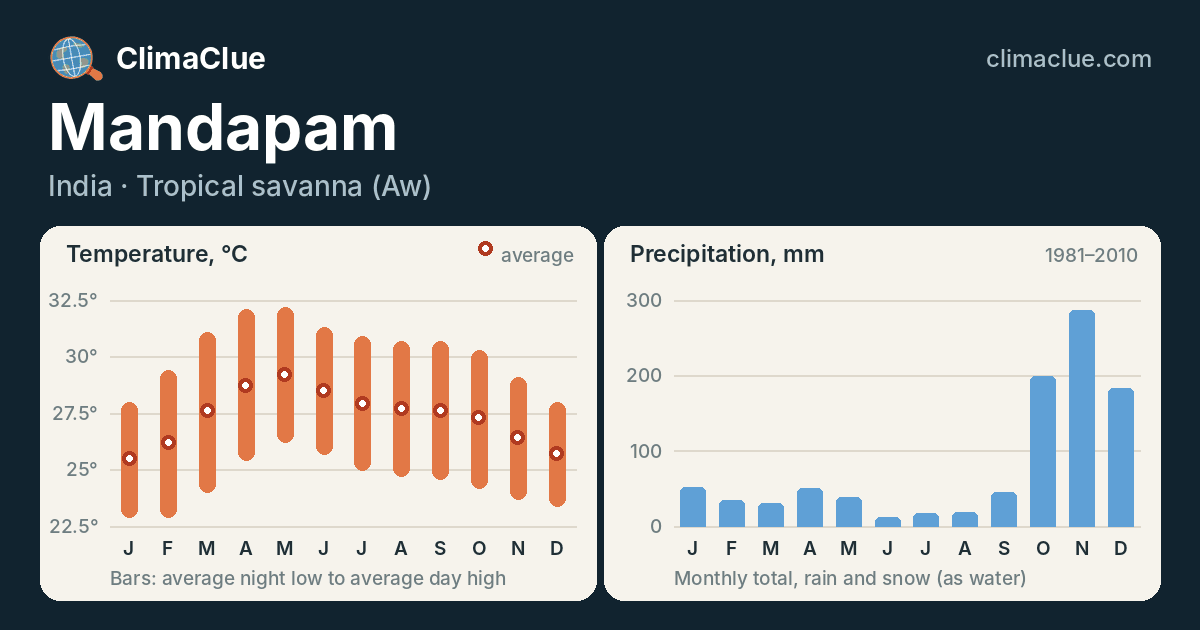 ClimaClue
climaclue.com
Mandapam
India · Tropical savanna (Aw)
Temperature, °C
average
32.5°
30°
27.5°
25°
22.5°
J F M A M J J A S O N D
Bars: average night low to average day high
Precipitation, mm
1981–2010
300
200
100
0
J F M A M J J A S O N D
Monthly total, rain and snow (as water)